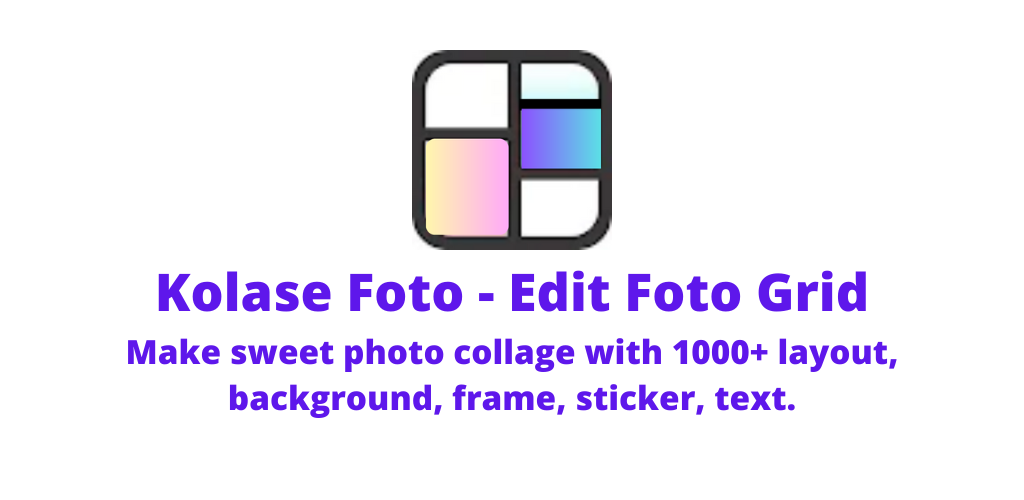 Kolase Foto - Edit Foto Grid
Make sweet photo collage with 1000+ layout,
background, frame, sticker, text.